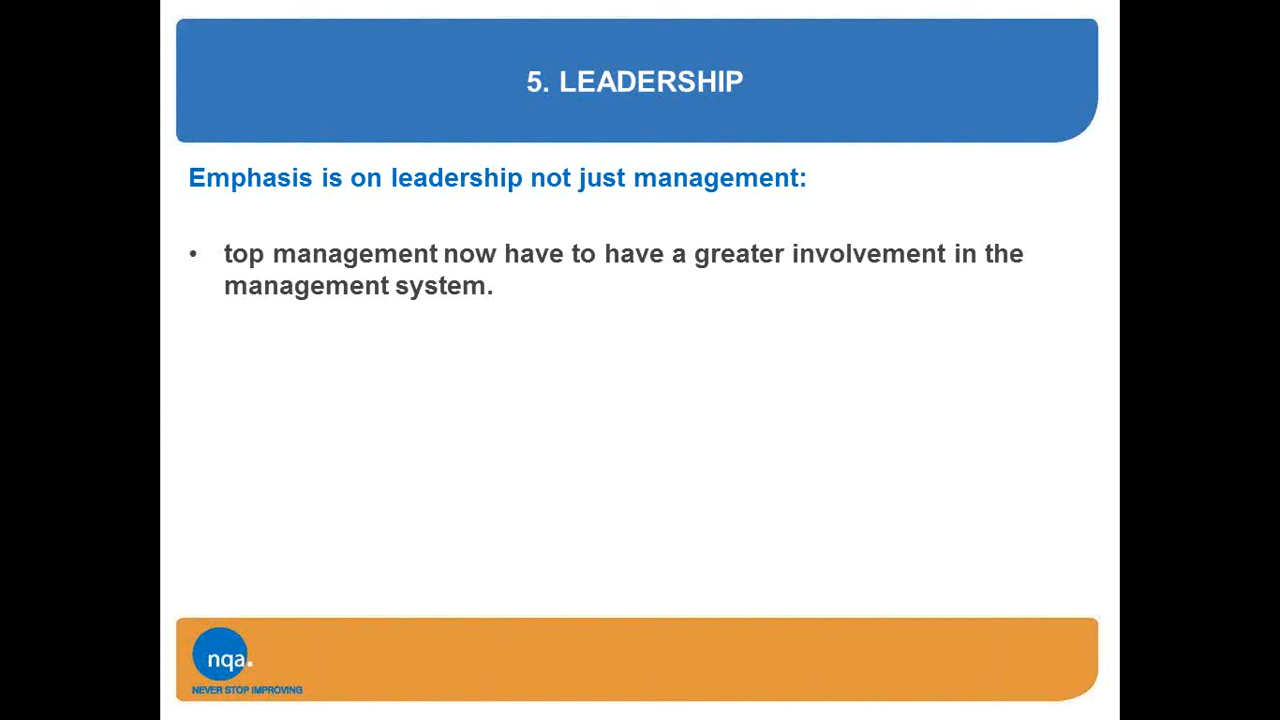 5. LEADERSHIP
Emphasis is on leadership not just management:
• top management now have to have a greater involvement in the
management system.
nqa.
NEVER STOP IMPROVING